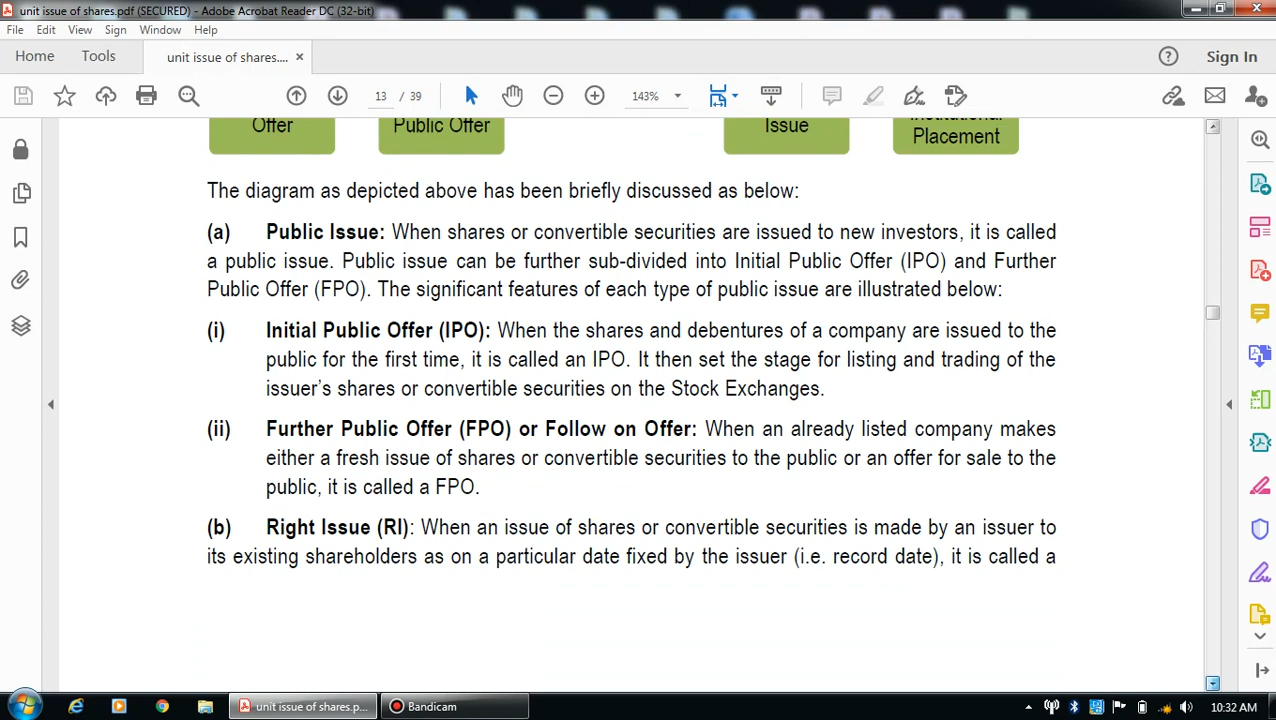 unit issue of shares.pdf (SECURED) - Adobe Acrobat Reader DC (32-bit)
File Edit View Sign Window Help
Home Tools unit issue of shares.... × Sign In
13 / 39 143%
Offer Public Offer Issue Institutional
Placement
The diagram as depicted above has been briefly discussed as below:
(a) Public Issue: When shares or convertible securities are issued to new investors, it is called
a public issue. Public issue can be further sub-divided into Initial Public Offer (IPO) and Further
Public Offer (FPO). The significant features of each type of public issue are illustrated below:
(i) Initial Public Offer (IPO): When the shares and debentures of a company are issued to the
public for the first time, it is called an IPO. It then set the stage for listing and trading of the
issuer's shares or convertible securities on the Stock Exchanges.
(ii) Further Public Offer (FPO) or Follow on Offer: When an already listed company makes
either a fresh issue of shares or convertible securities to the public or an offer for sale to the
public, it is called a FPO.
(b) Right Issue (RI): When an issue of shares or convertible securities is made by an issuer to
its existing shareholders as on a particular date fixed by the issuer (i.e. record date), it is called a
unit issue of shares.p... Bandicam 10:32 AM